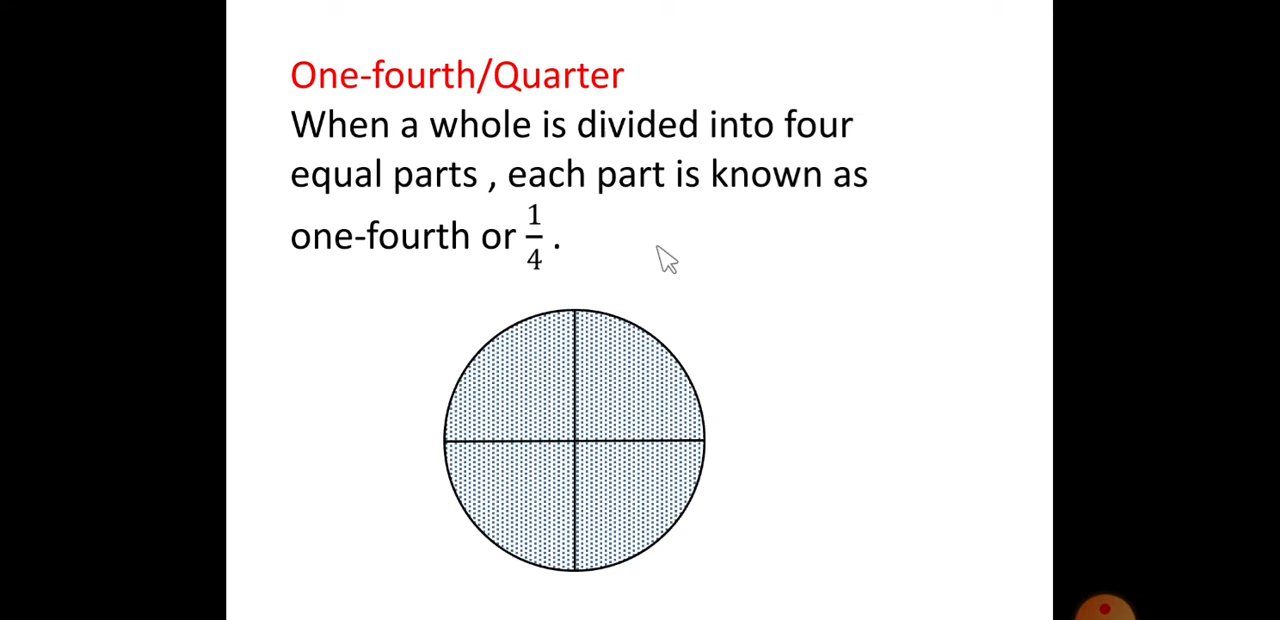 One-fourth/Quarter
When a whole is divided into four
equal parts , each part is known as
one-fourth or 1/4 .